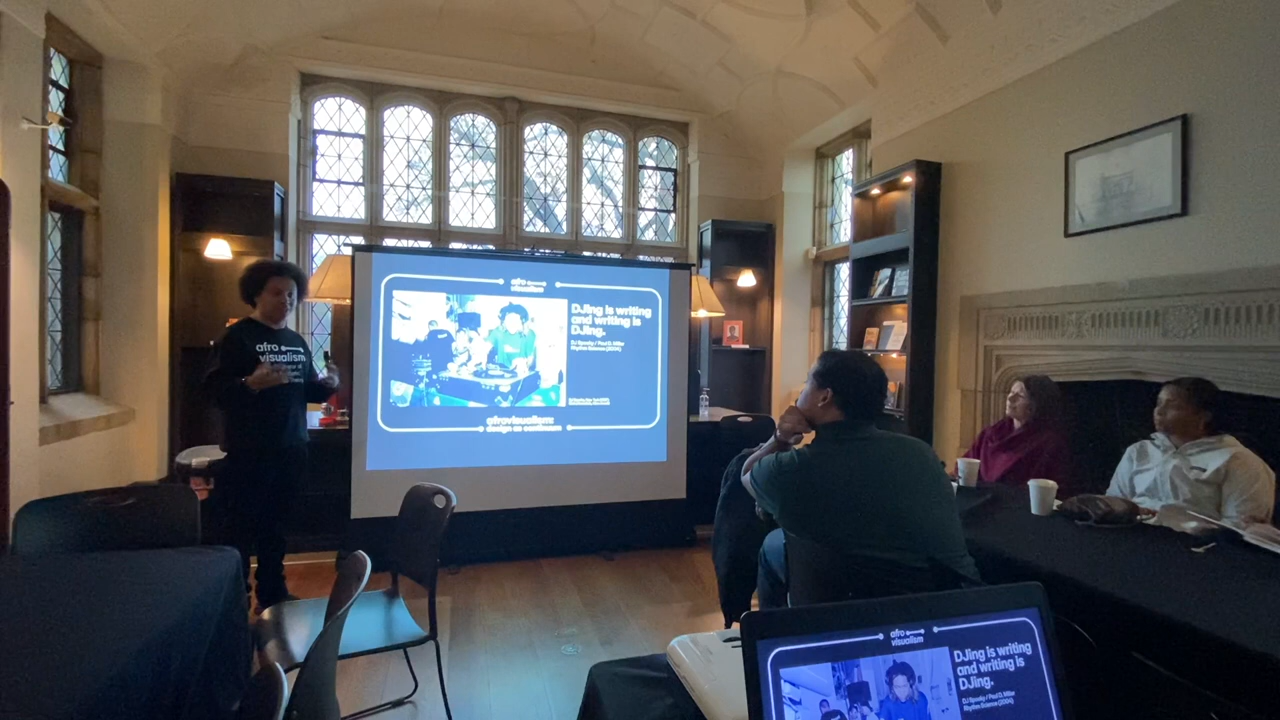 afro
visualism
afro
visualism
DJing is writing
and writing is
DJing.
DJ Spooky / Paul D. Miller
Rhythm Science (2004)
afrovisualism:
design as continuum
afro
visualism
DJing is writing
and writing is
DJing.
DJ Spooky / Paul D. Miller
Rhythm Science (2004)